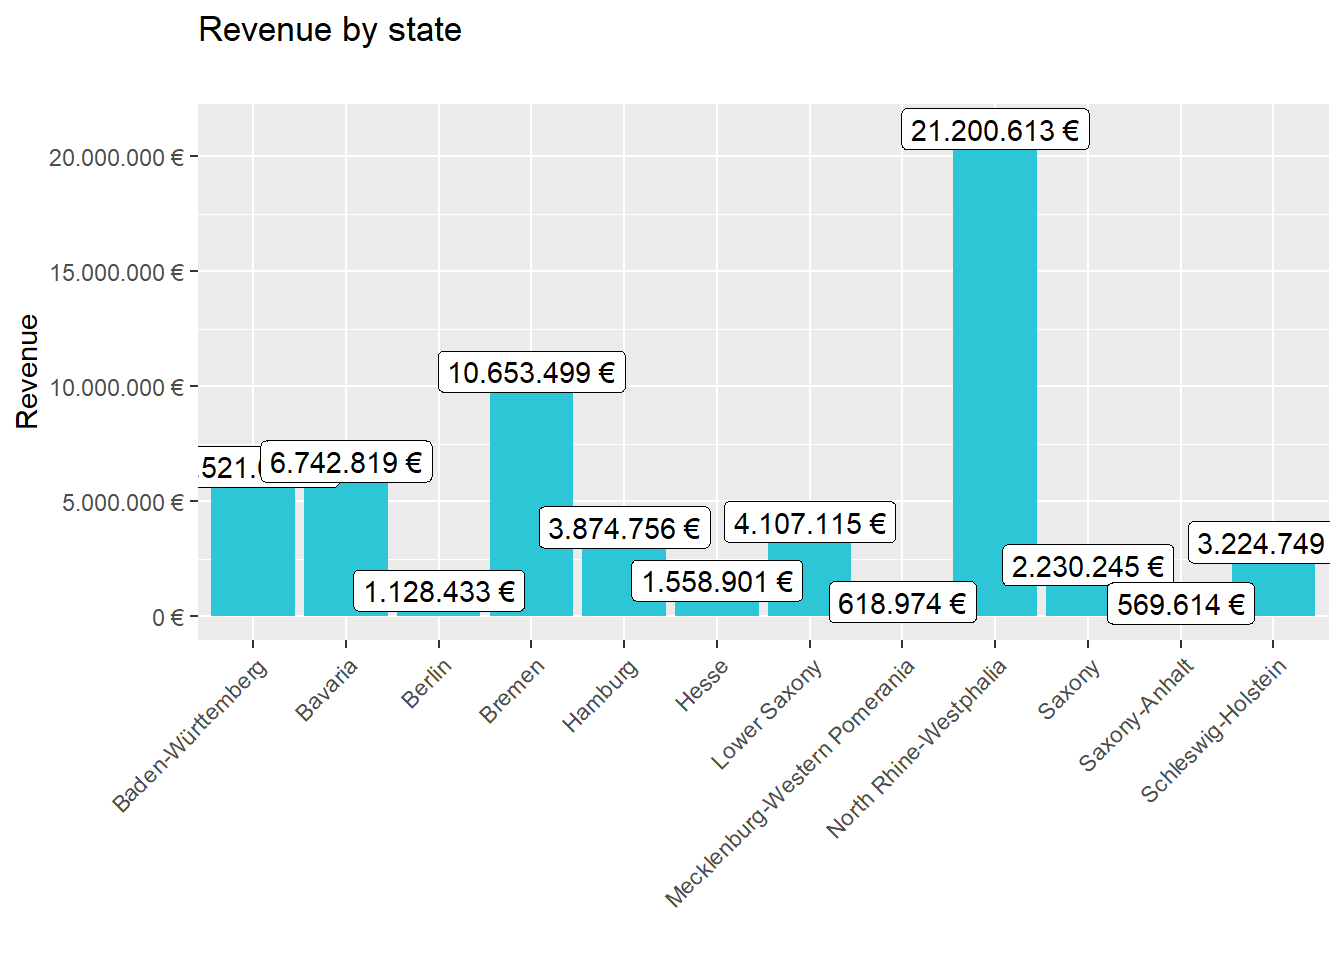 Revenue by state
Revenue
20.000.000 €
15.000.000 €
10.000.000 €
5.000.000 €
0 €
6.742.819 €
1.128.433 €
10.653.499 €
3.874.756 €
1.558.901 €
4.107.115 €
618.974 €
21.200.613 €
2.230.245 €
569.614 €
3.224.749
Baden-Württemberg
Bavaria
Berlin
Bremen
Hamburg
Hesse
Lower Saxony
Mecklenburg-Western Pomerania
North Rhine-Westphalia
Saxony
Saxony-Anhalt
Schleswig-Holstein